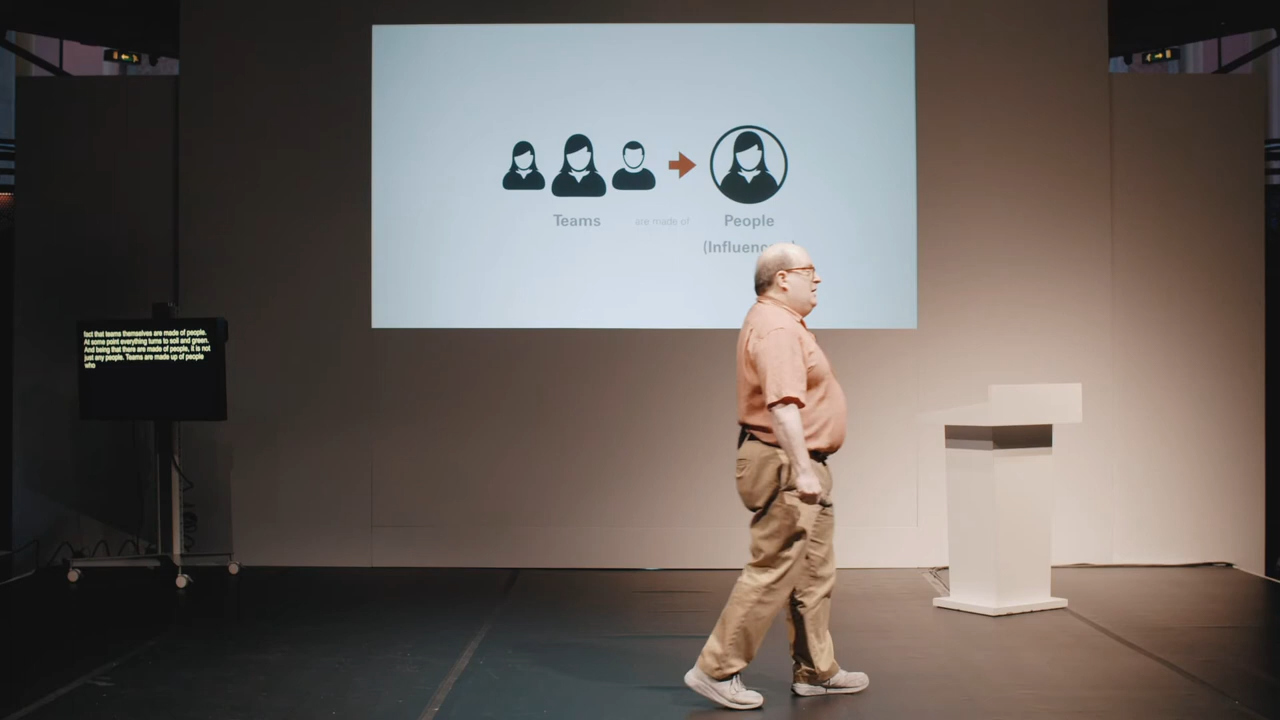 Teams are made of People
(Influenc
fact that teams themselves are made of people.
At some point everything turns to soil and green.
And being that there are made of people, it is not
just any people. Teams are made up of people
who